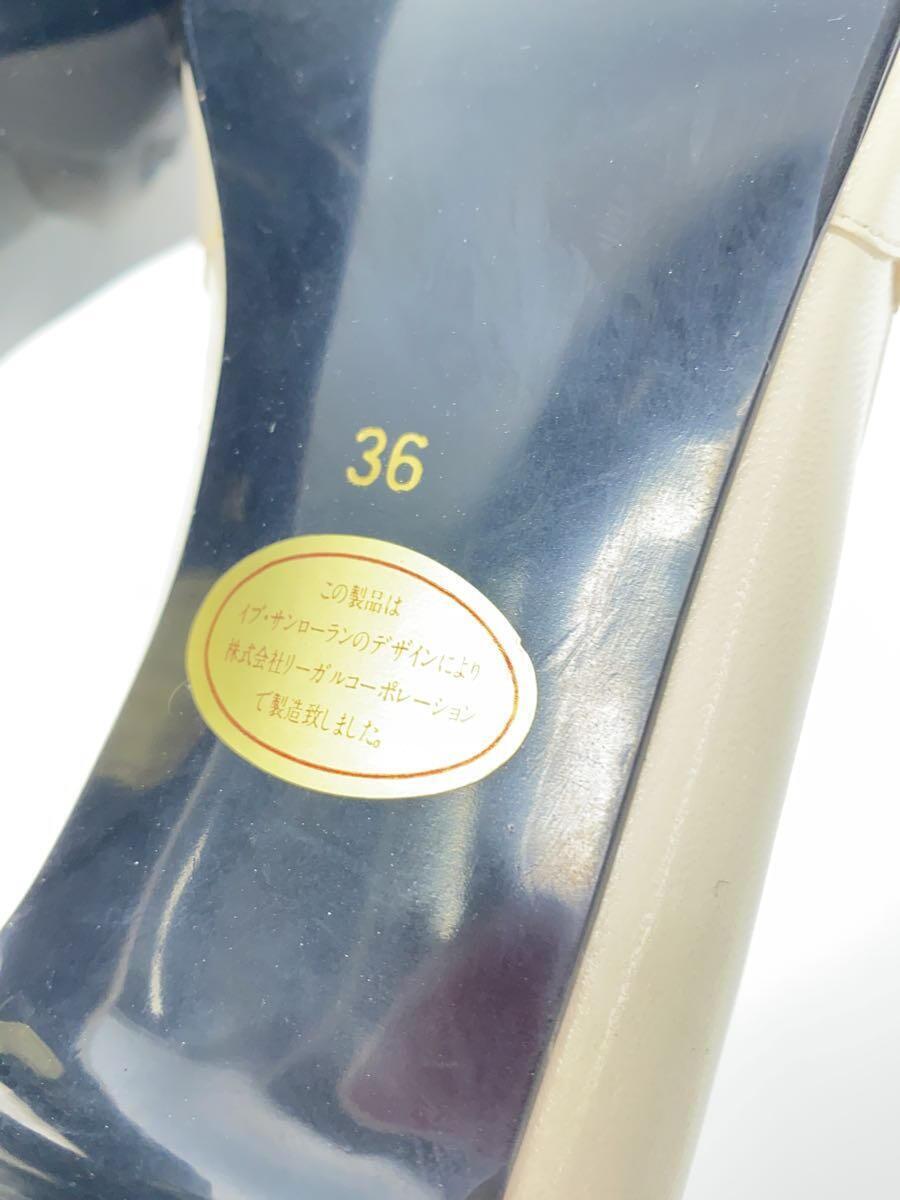 36
この製品は
イブ・サンローランのデザインにより
株式会社リーガルコーポレーション
で製造致しました。